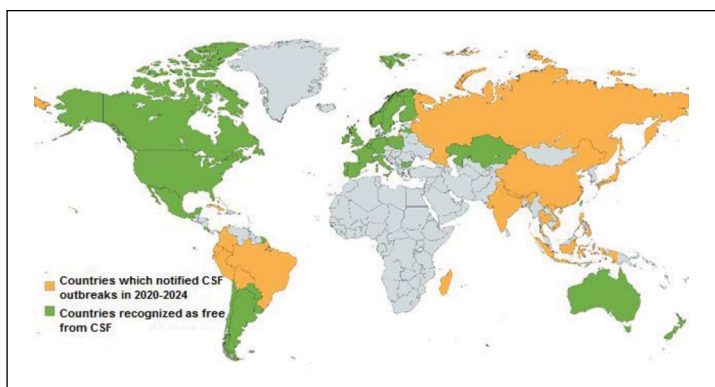 Countries which notified CSF
outbreaks in 2020-2024
Countries recognized as free
from CSF